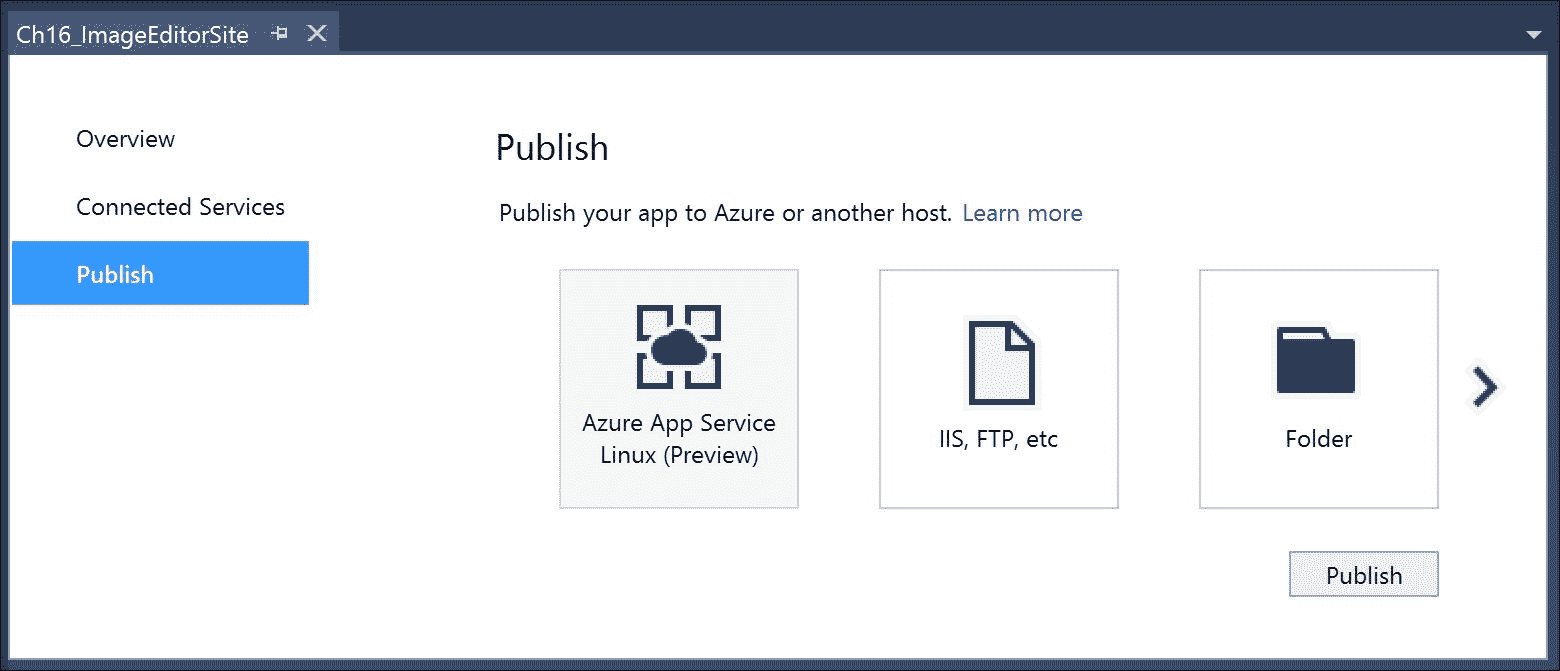 Ch16_ImageEditorSite
Overview
Connected Services
Publish
Publish
Publish your app to Azure or another host. Learn more
Azure App Service
Linux (Preview)
IIS, FTP, etc
Folder
Publish